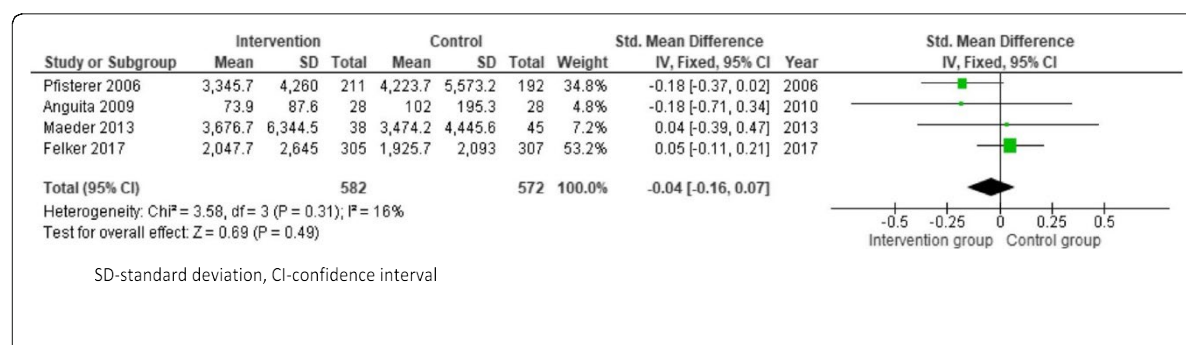 Intervention Control Std. Mean Difference Std. Mean Difference
Study or Subgroup Mean SD Total Mean SD Total Weight IV, Fixed, 95% CI Year IV, Fixed, 95% CI
Pfisterer 2006 3,345.7 4,260 211 4,223.7 5,573.2 192 34.8% -0.18 [-0.37, 0.02] 2006
Anguita 2009 73.9 87.6 28 102 195.3 28 4.8% -0.18 [-0.71, 0.34] 2010
Maeder 2013 3,676.7 6,344.5 38 3,474.2 4,445.6 45 7.2% 0.04 [-0.39, 0.47] 2013
Felker 2017 2,047.7 2,645 305 1,925.7 2,093 307 53.2% 0.05 [-0.11, 0.21] 2017
Total (95% CI) 582 572 100.0% -0.04 [-0.16, 0.07]
Heterogeneity: Chi² = 3.58, df = 3 (P = 0.31); I² = 16%
Test for overall effect: Z = 0.69 (P = 0.49)
-0.5 -0.25 0 0.25 0.5
Intervention group Control group
SD-standard deviation, CI-confidence interval